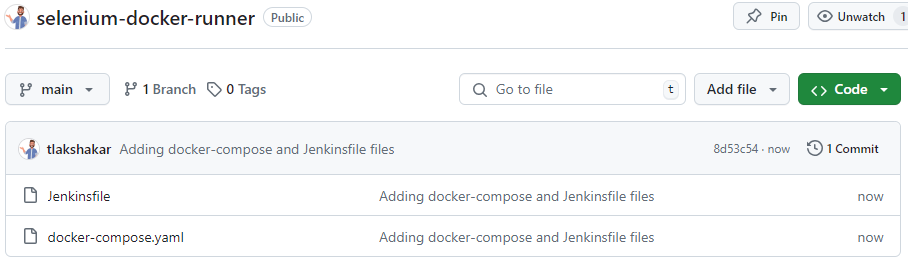 selenium-docker-runner Public Pin Unwatch 1
main 1 Branch 0 Tags Go to file t Add file Code
tlakshakar Adding docker-compose and Jenkinsfile files 8d53c54 · now 1 Commit
Jenkinsfile Adding docker-compose and Jenkinsfile files now
docker-compose.yaml Adding docker-compose and Jenkinsfile files now